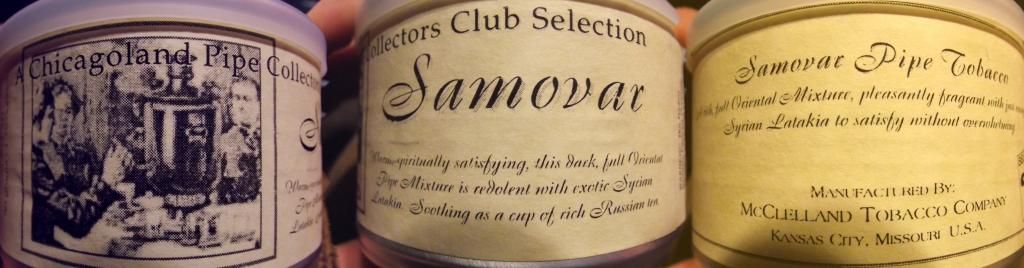 A Chicagoland Pipe Collectors
ollectors Club Selection
Samovar
Warm-spiritually satisfying, this dark, full Oriental
Pipe Mixture is redolent with exotic Syrian
Latakia. Soothing as a cup of rich Russian tea.
Samovar Pipe Tobacco
full Oriental Mixture, pleasantly fragrant with
Syrian Latakia to satisfy without overwhelming.
MANUFACTURED BY:
MCCLELLAND TOBACCO COMPANY
KANSAS CITY, MISSOURI U.S.A.